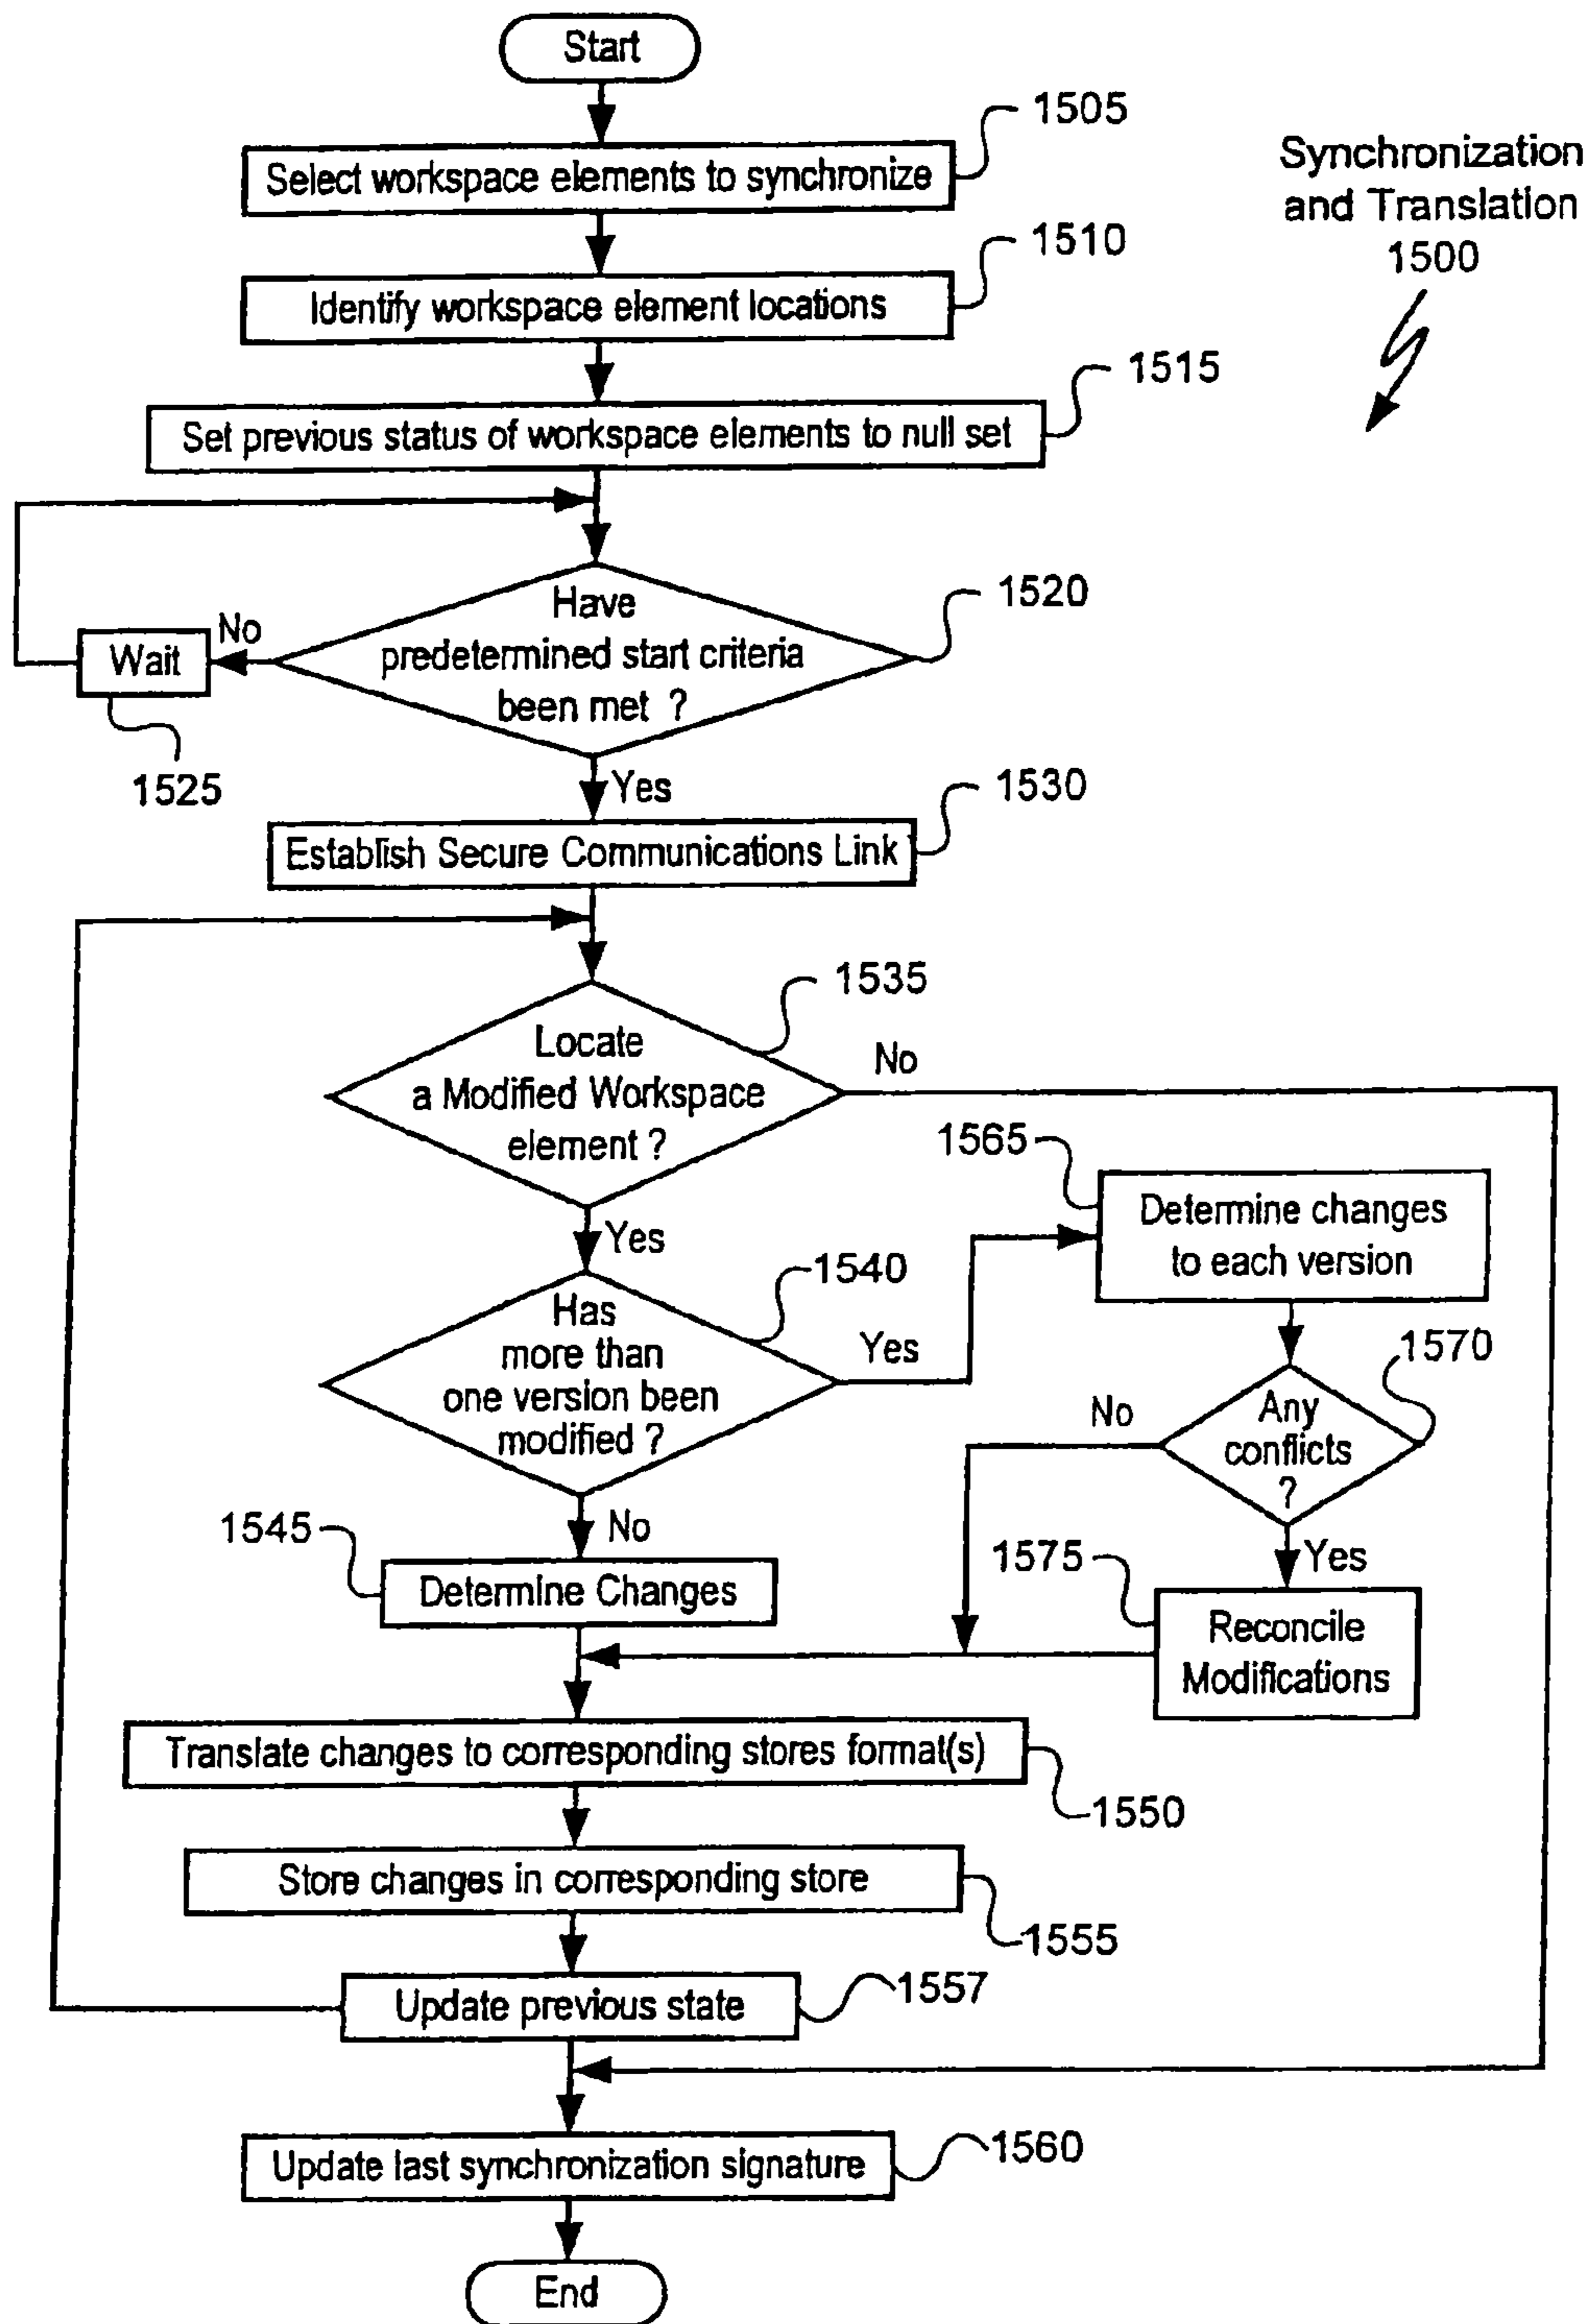 Start
1505
Select workspace elements to synchronize
Synchronization
and Translation
1500
1510
Identify workspace element locations
1515
Set previous status of workspace elements to null set
Have
predetermined start criteria
been met ?
1520
No
Wait
1525
Yes
1530
Establish Secure Communications Link
1535
Locate
a Modified Workspace
element ?
No
Yes
1565
Determine changes
to each version
1540
Has
more than
one version been
modified ?
Yes
1570
Any
conflicts
?
No
No
1545
Determine Changes
Yes
1575
Reconcile
Modifications
Translate changes to corresponding stores format(s)
1550
Store changes in corresponding store
1555
Update previous state
1557
Update last synchronization signature
1560
End